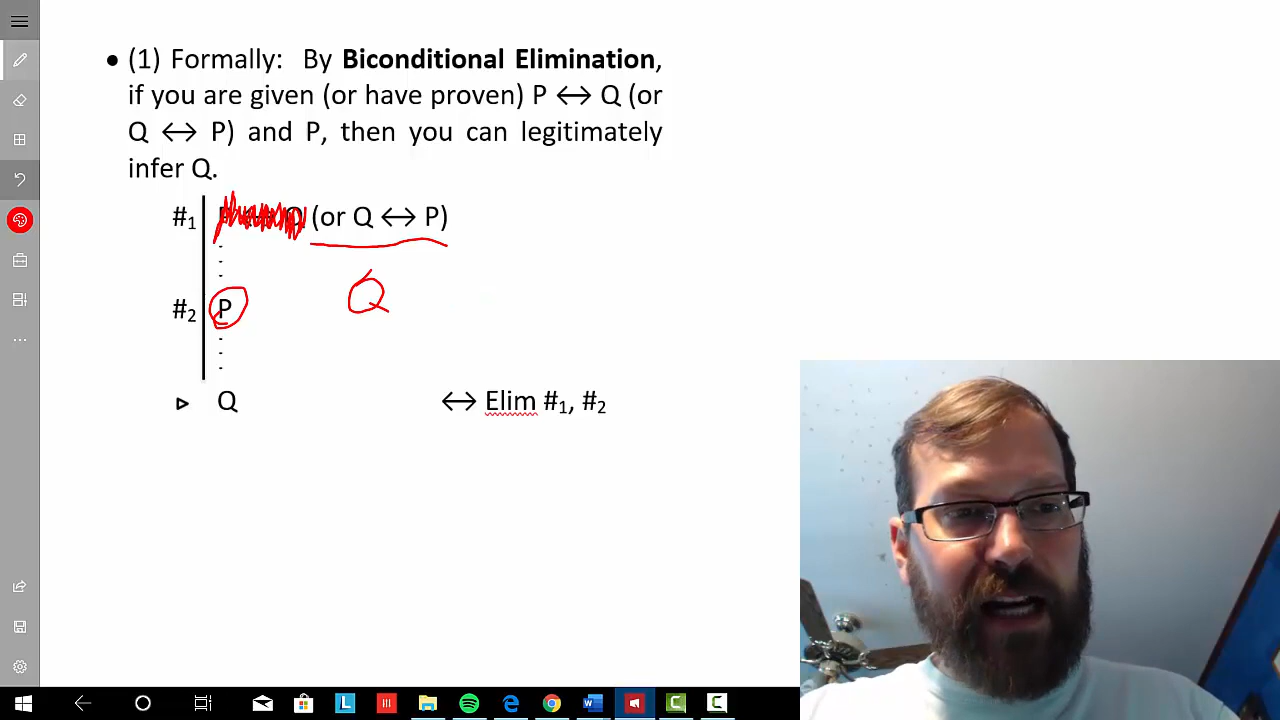 • (1) Formally: By Biconditional Elimination,
if you are given (or have proven) P ↔ Q (or
Q ↔ P) and P, then you can legitimately
infer Q.
#₁ (or Q ↔ P)
Q
#₂ P
▹ Q ↔ Elim #₁, #₂